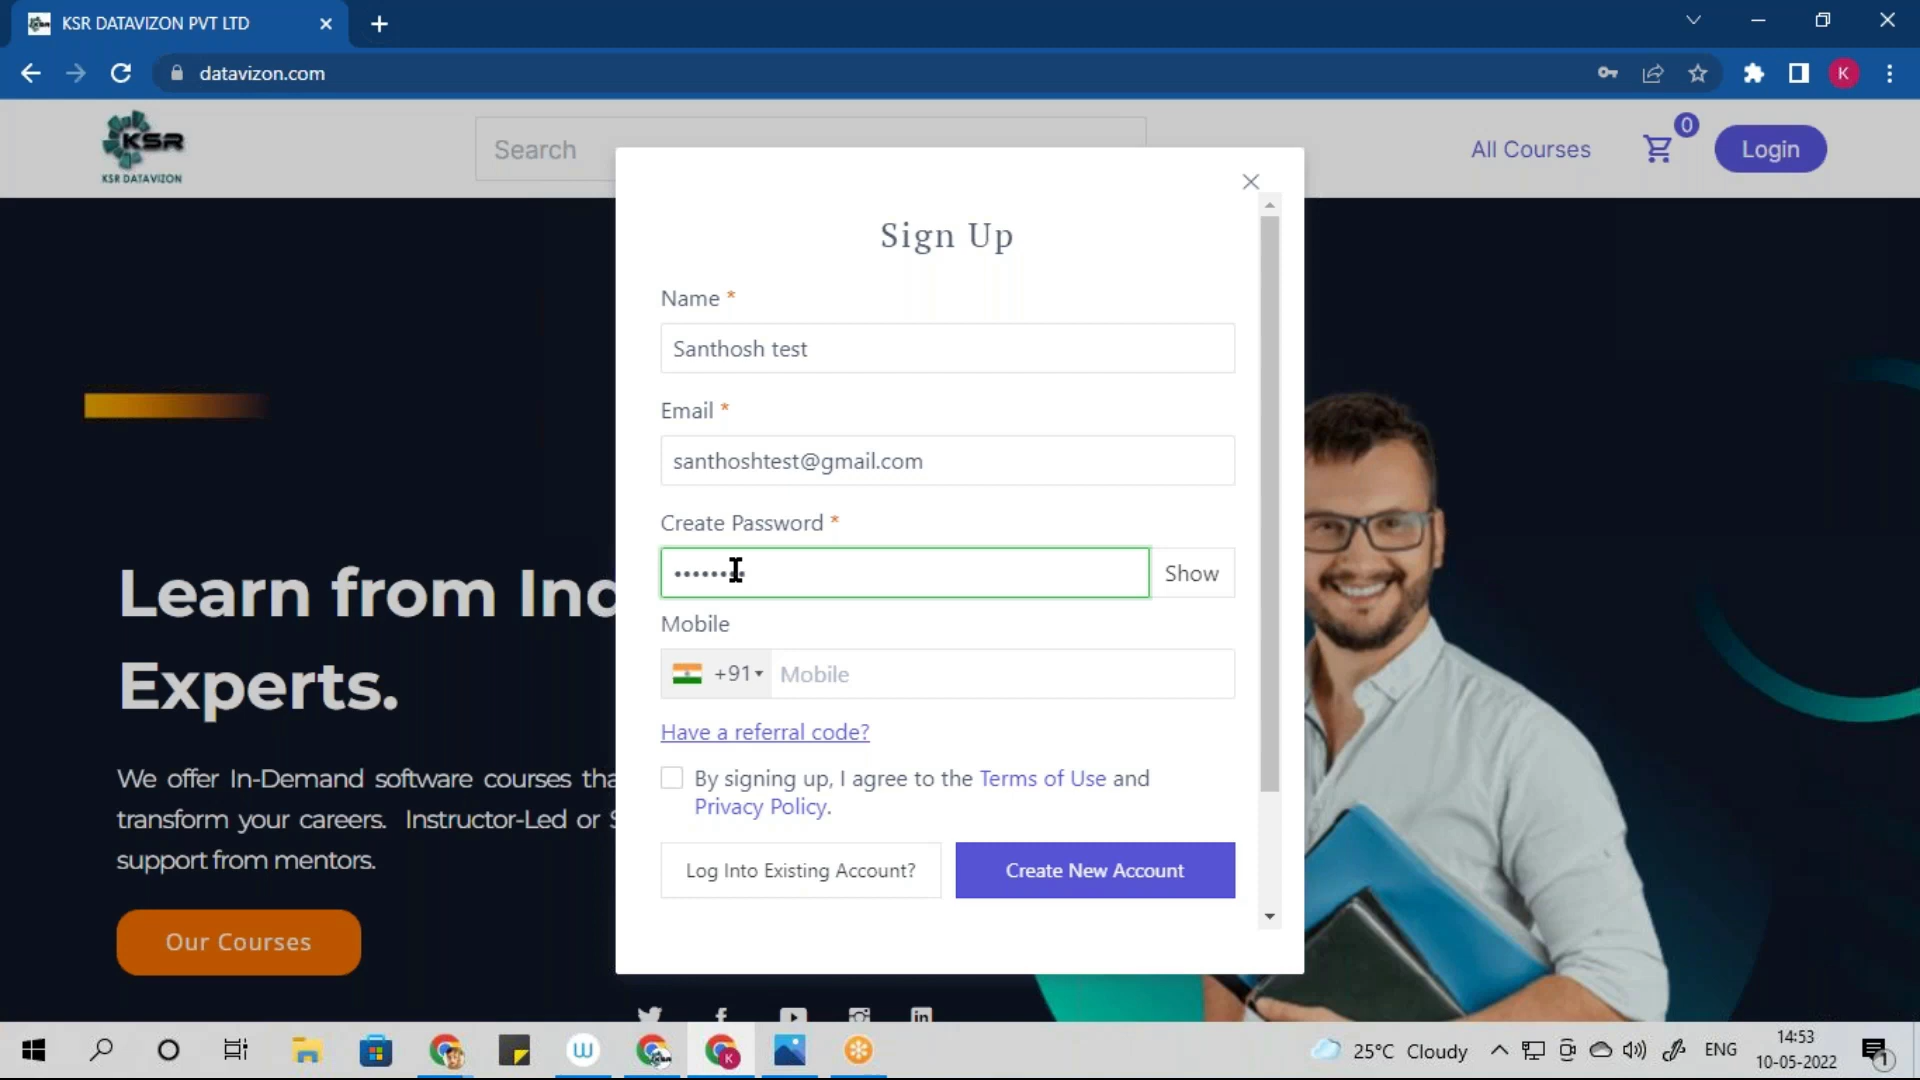 KSR DATAVIZON PVT LTD
datavizon.com
K
KSR
KSR DATAVIZON
Search
All Courses
0
Login
Sign Up
Name *
Santhosh test
Email *
santhoshtest@gmail.com
Create Password *
Show
Mobile
+91
Mobile
Have a referral code?
By signing up, I agree to the Terms of Use and
Privacy Policy.
Log Into Existing Account?
Create New Account
Learn from Ind
Experts.
We offer In-Demand software courses tha
transform your careers. Instructor-Led or S
support from mentors.
Our Courses
25°C Cloudy
ENG
14:53
10-05-2022
1